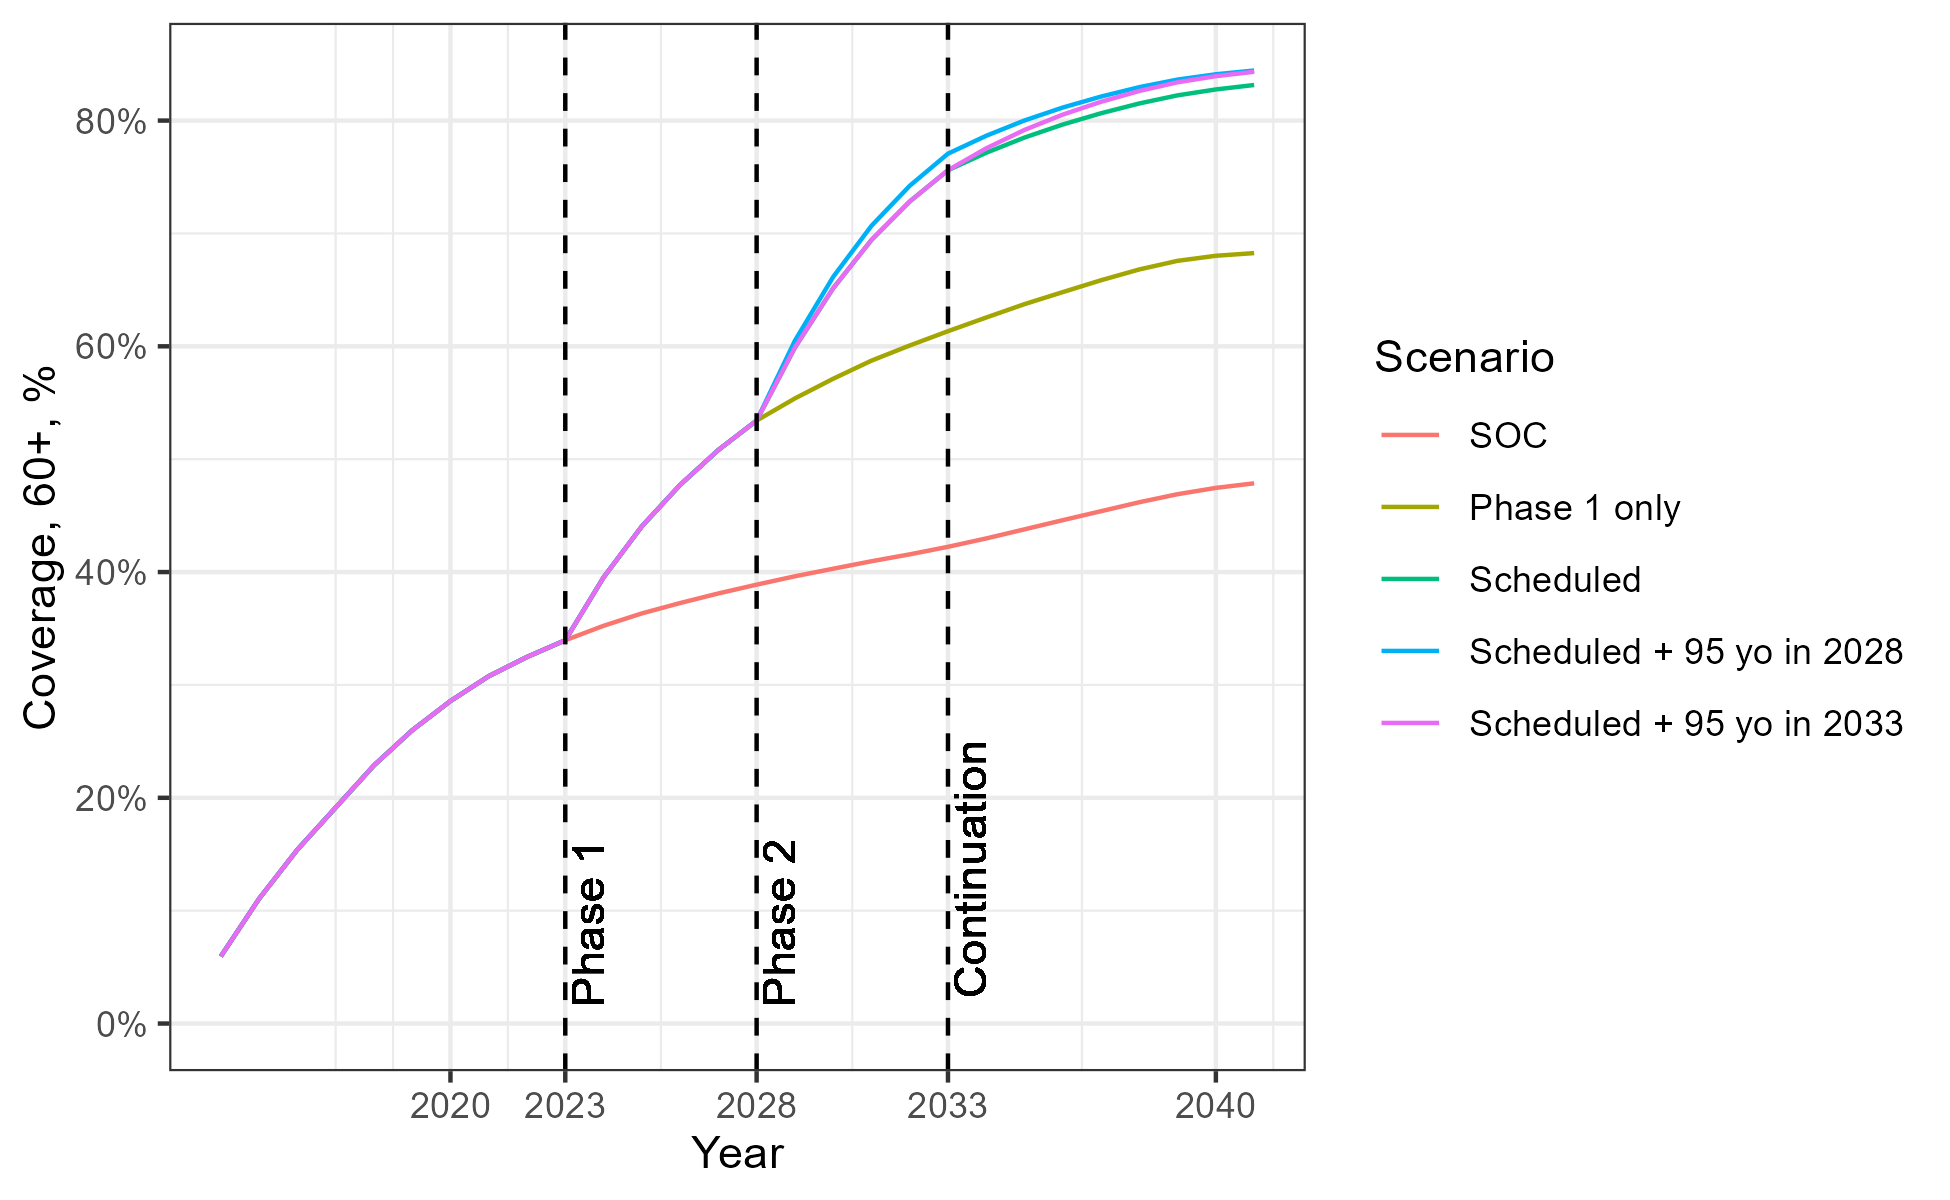 80%
60%
40%
20%
0%
Coverage, 60+, %
Phase 1
Phase 2
Continuation
2020 2023 2028 2033 2040
Year
Scenario
SOC
Phase 1 only
Scheduled
Scheduled + 95 yo in 2028
Scheduled + 95 yo in 2033